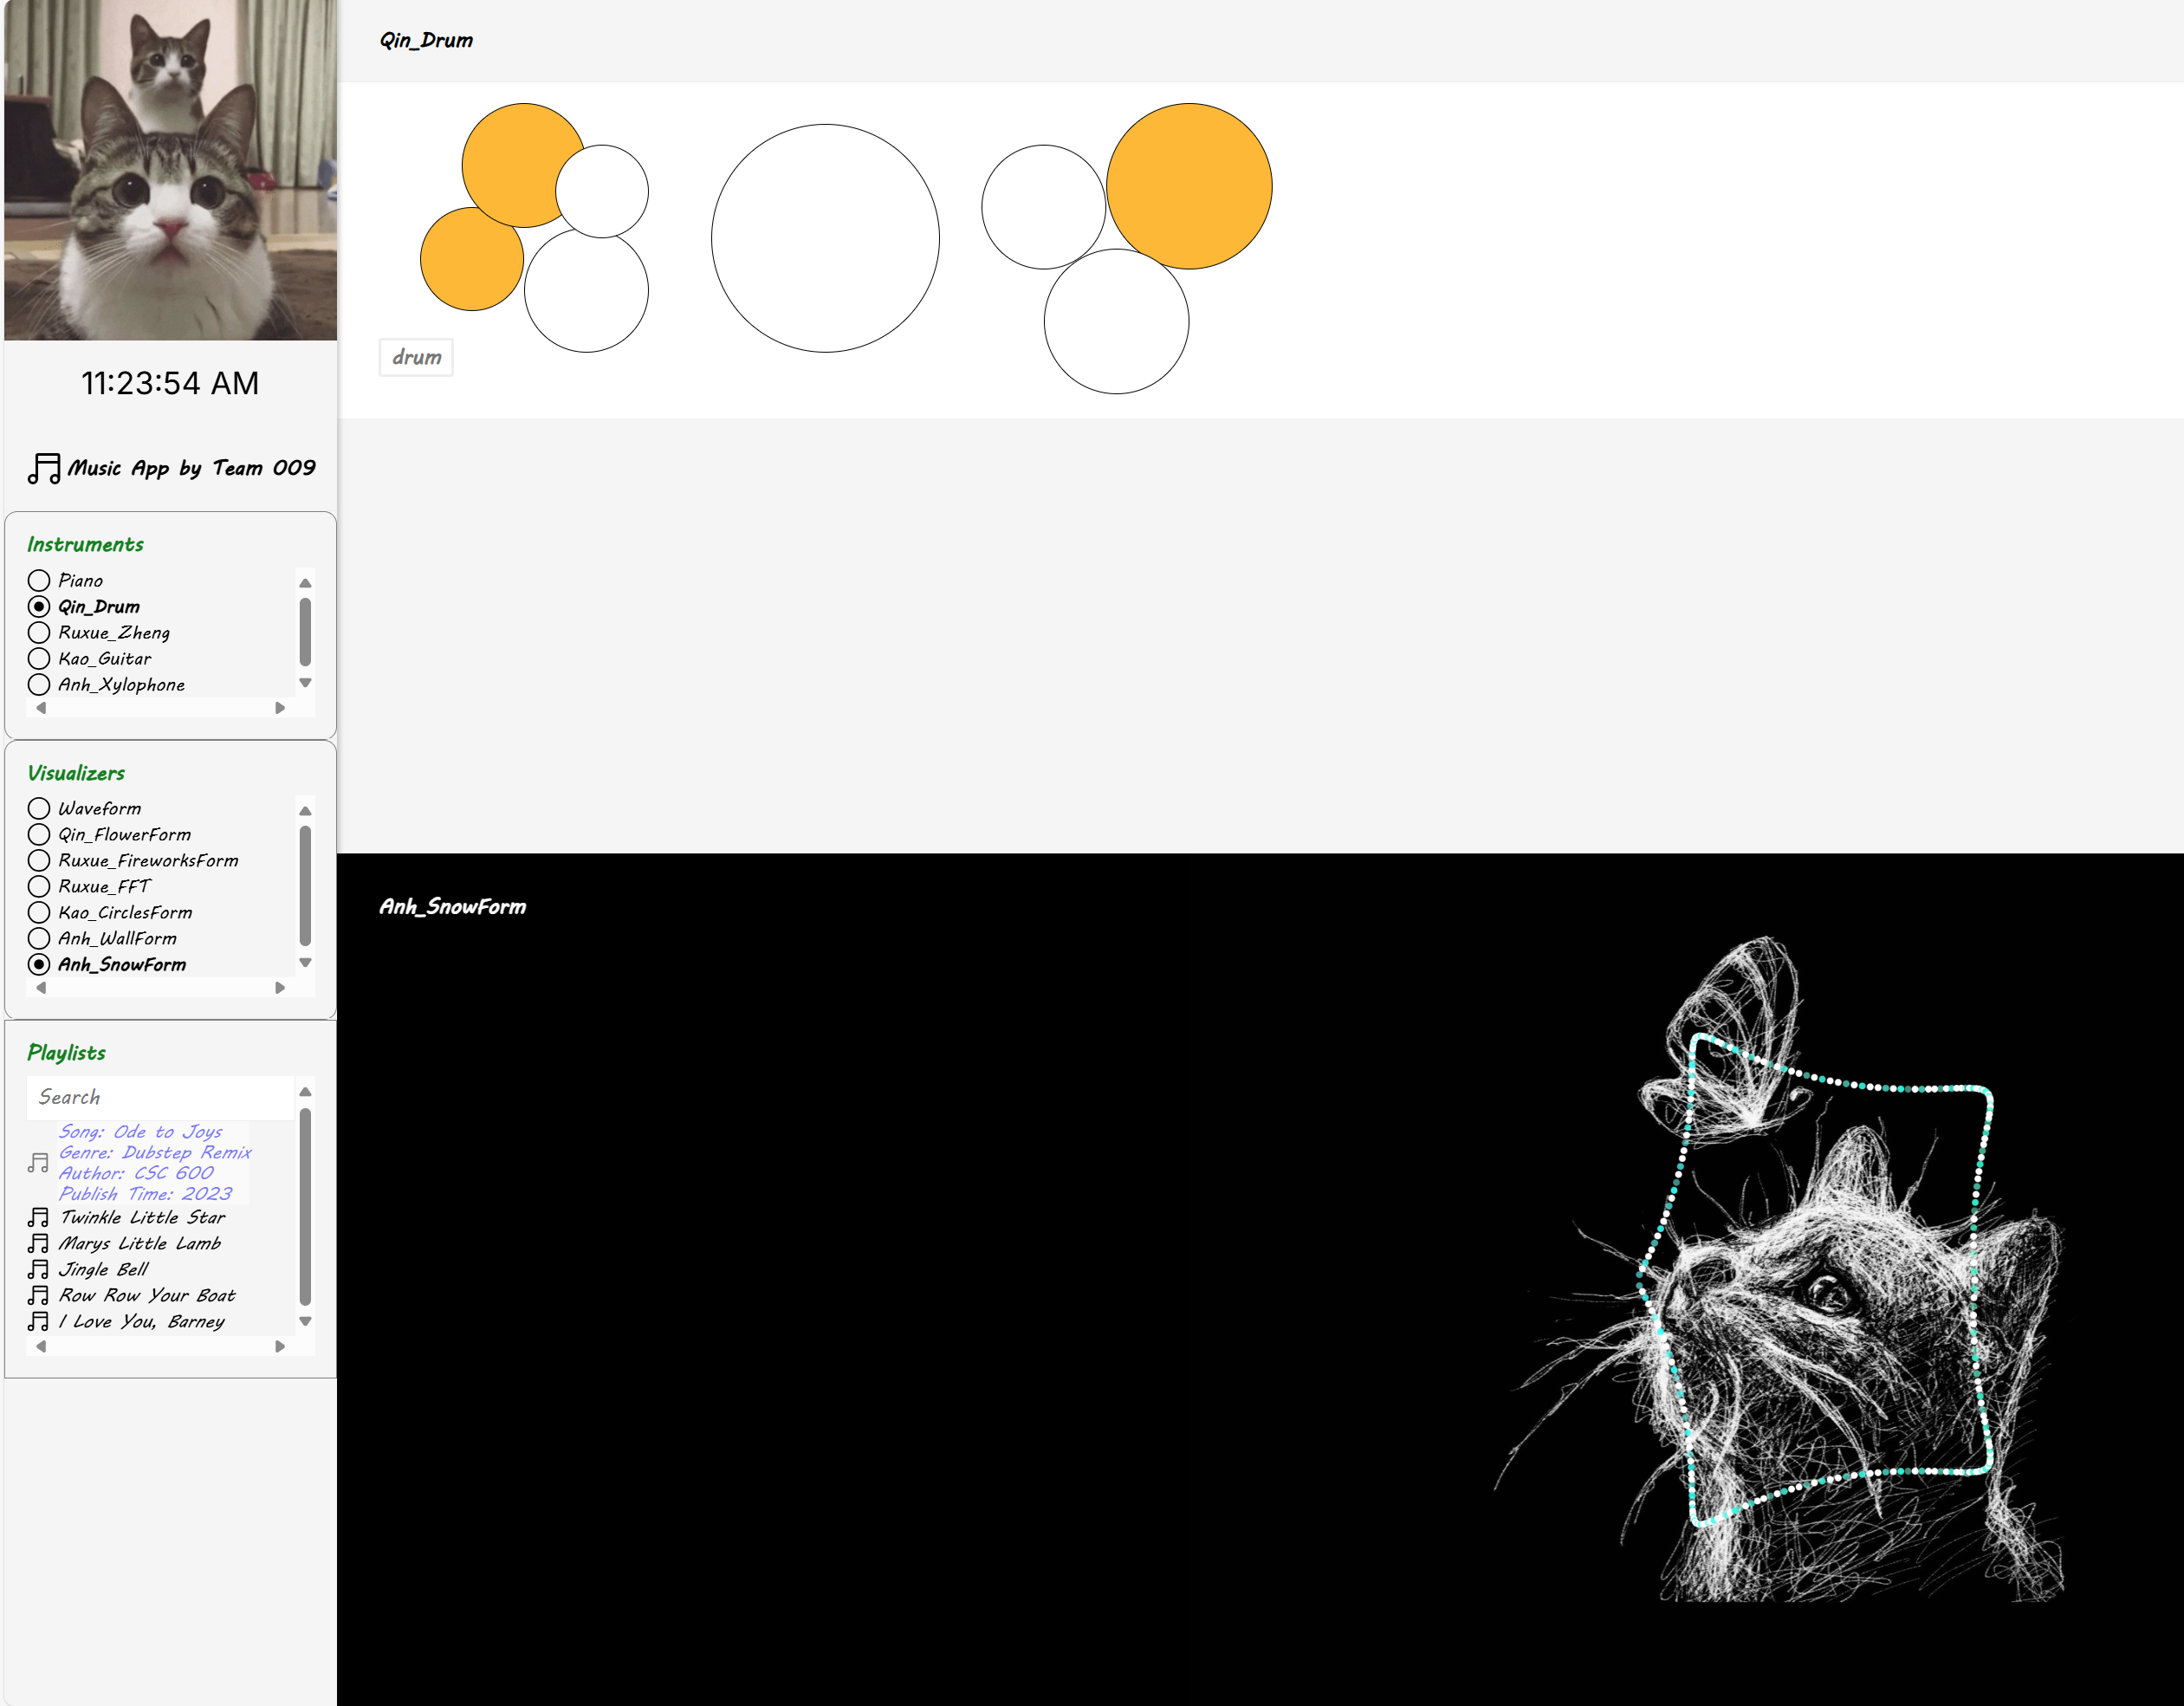 Qin_Drum
drum
11:23:54 AM
Music App by Team 009
Instruments
Piano
Qin_Drum
Ruxue_Zheng
Kao_Guitar
Anh_Xylophone
Visualizers
Waveform
Qin_FlowerForm
Ruxue_FireworksForm
Ruxue_FFT
Kao_CirclesForm
Anh_WallForm
Anh_SnowForm
Playlists
Search
Song: Ode to Joys
Genre: Dubstep Remix
Author: CSC 600
Publish Time: 2023
Twinkle Little Star
Marys Little Lamb
Jingle Bell
Row Row Your Boat
I Love You, Barney
Anh_SnowForm